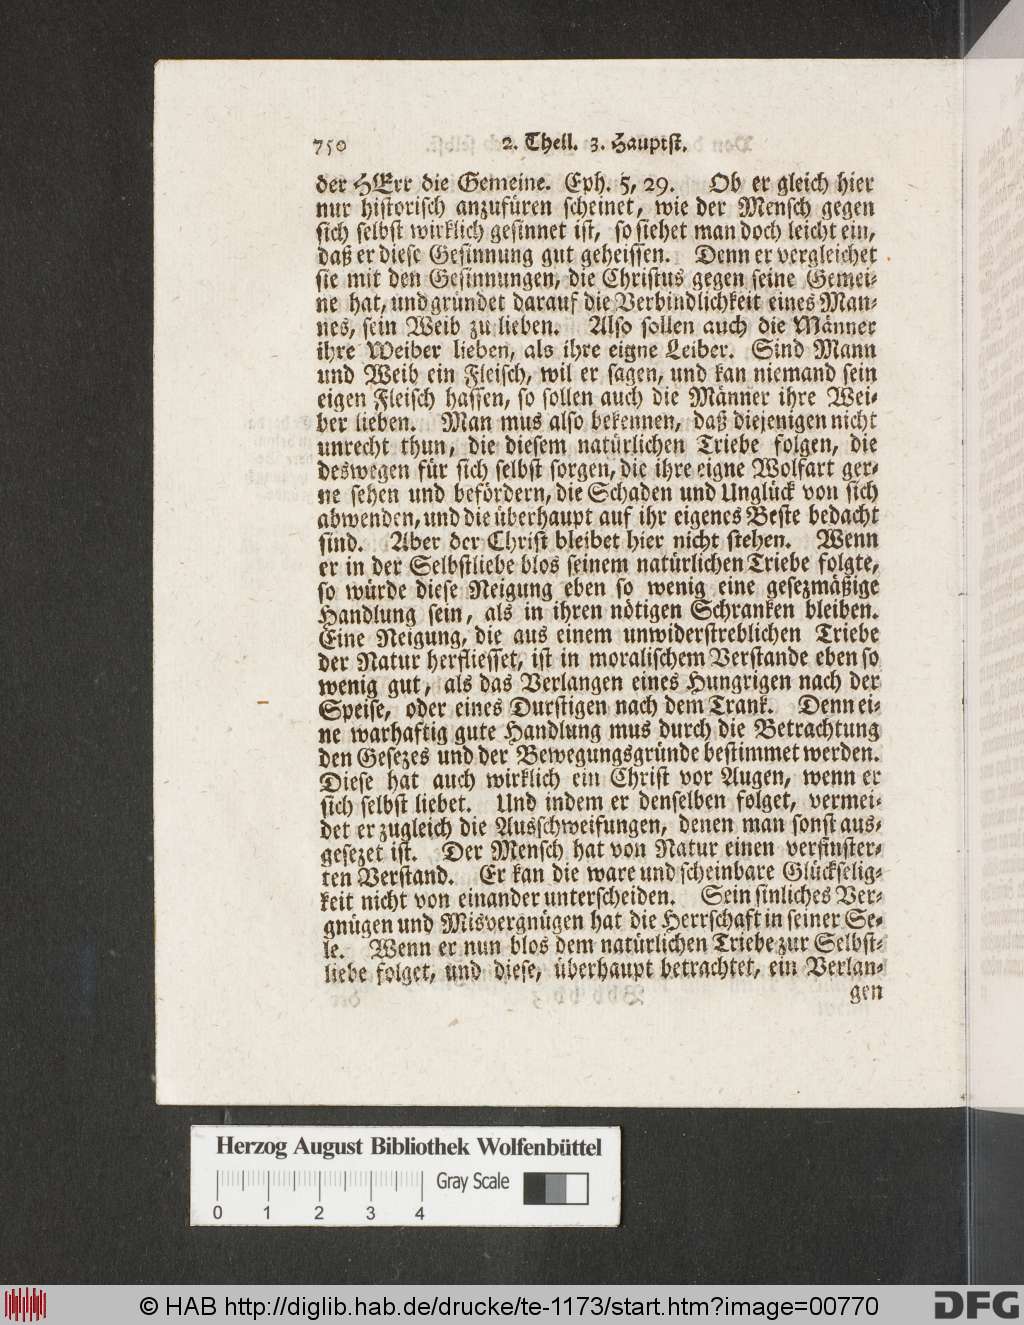 750 2. Theil. 3. Hauptst.
der HErr die Gemeine. Eph. 5, 29. Ob er gleich hier
nur historisch anzufüren scheinet, wie der Mensch gegen
sich selbst wirklich gesinnet ist, so siehet man doch leicht ein,
daß er diese Gesinnung gut geheissen. Denn er vergleichet
sie mit den Gesinnungen, die Christus gegen seine Gemei-
ne hat, und gründet darauf die Verbindlichkeit eines Man-
nes, sein Weib zu lieben. Also sollen auch die Männer
ihre Weiber lieben, als ihre eigne Leiber. Sind Mann
und Weib ein Fleisch, wil er sagen, und kan niemand sein
eigen Fleisch hassen, so sollen auch die Männer ihre Wei-
ber lieben. Man mus also bekennen, daß diejenigen nicht
unrecht thun, die diesem natürlichen Triebe folgen, die
deswegen für sich selbst sorgen, die ihre eigne Wolfart ger-
ne sehen und befördern, die Schaden und Unglück von sich
abwenden, und die überhaupt auf ihr eigenes Beste bedacht
sind. Aber der Christ bleibet hier nicht stehen. Wenn
er in der Selbstliebe blos seinem natürlichen Triebe folgte,
so würde diese Neigung eben so wenig eine gesezmäßige
Handlung sein, als in ihren nötigen Schranken bleiben.
Eine Neigung, die aus einem unwiderstreblichen Triebe
der Natur herfliesset, ist in moralischem Verstande eben so
wenig gut, als das Verlangen eines Hungrigen nach der
Speise, oder eines Durstigen nach dem Trank. Denn ei-
ne warhaftig gute Handlung mus durch die Betrachtung
den Gesezes und der Bewegungsgründe bestimmet werden.
Diese hat auch wirklich ein Christ vor Augen, wenn er
sich selbst liebet. Und indem er denselben folget, vermei-
det er zugleich die Ausschweifungen, denen man sonst aus-
gesezet ist. Der Mensch hat von Natur einen verfinster-
ten Verstand. Er kan die ware und scheinbare Glückselig-
keit nicht von einander unterscheiden. Sein sinliches Ver-
gnügen und Misvergnügen hat die Herrschaft in seiner Se-
le. Wenn er nun blos dem natürlichen Triebe zur Selbst-
liebe folget, und diese, überhaupt betrachtet, ein Verlan-
gen
Herzog August Bibliothek Wolfenbüttel
Gray Scale
0 1 2 3 4
© HAB http://diglib.hab.de/drucke/te-1173/start.htm?image=00770
DFG